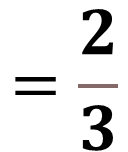 = 2/3